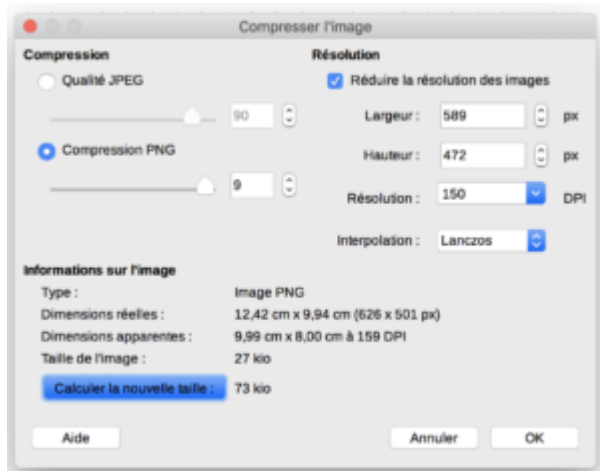 Compresser l'image
Compression
Résolution
Qualité JPEG
Réduire la résolution des images
90
Largeur : 589 px
Compression PNG
Hauteur : 472 px
9
Résolution : 150 DPI
Interpolation : Lanczos
Informations sur l'image
Type : Image PNG
Dimensions réelles : 12,42 cm x 9,94 cm (626 x 501 px)
Dimensions apparentes : 9,99 cm x 8,00 cm à 159 DPI
Taille de l'image : 27 kio
Calculer la nouvelle taille : 73 kio
Aide
Annuler
OK